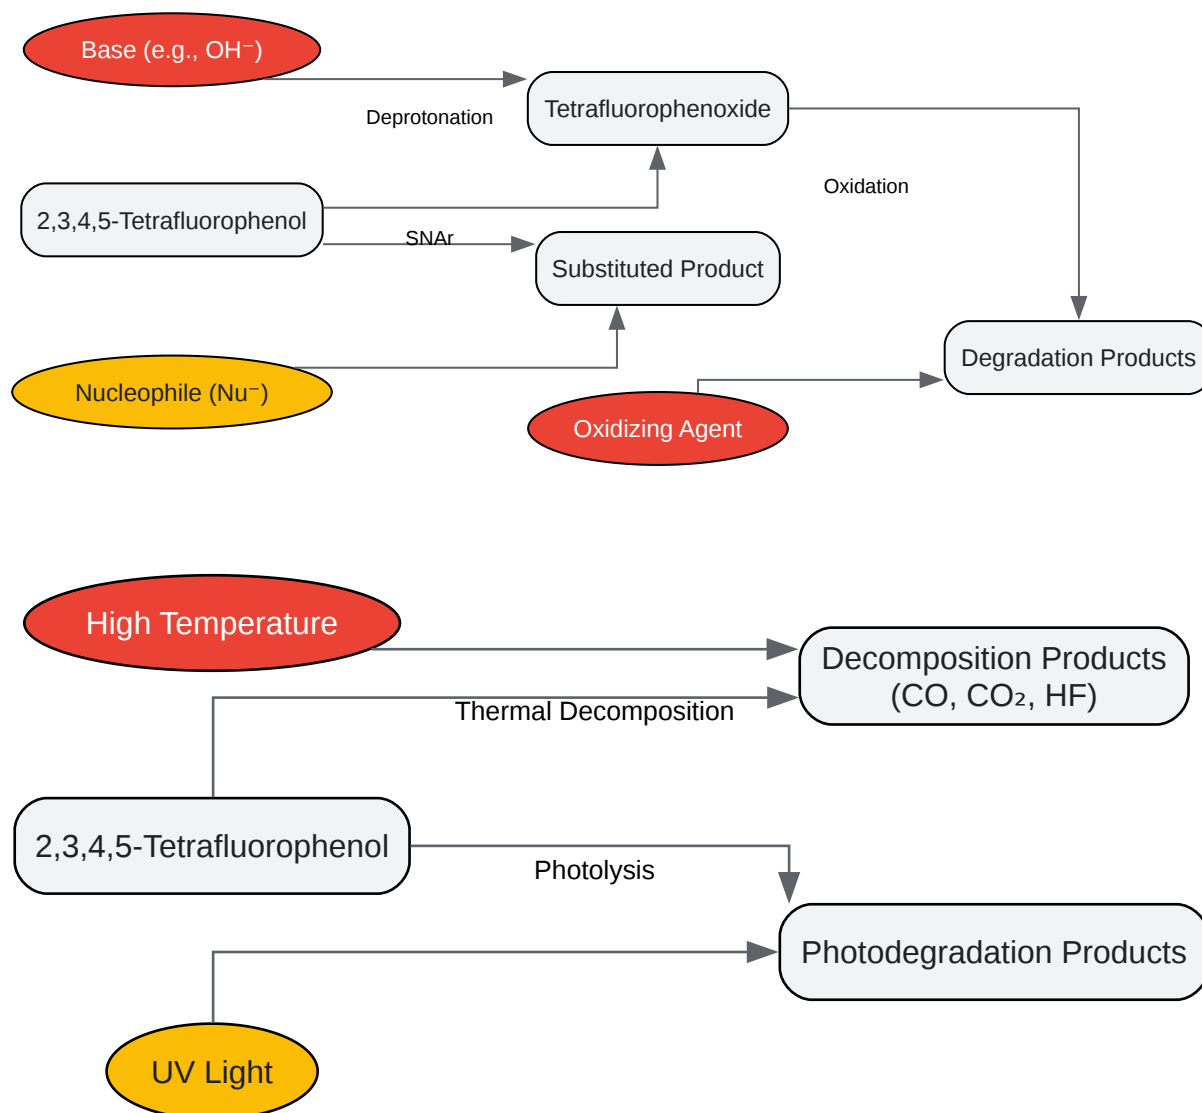 Base (e.g., OH⁻)
Tetrafluorophenoxide
Deprotonation
Oxidation
2,3,4,5-Tetrafluorophenol
SNAr
Substituted Product
Degradation Products
Nucleophile (Nu⁻)
Oxidizing Agent
High Temperature
Decomposition Products
(CO, CO₂, HF)
Thermal Decomposition
2,3,4,5-Tetrafluorophenol
Photolysis
Photodegradation Products
UV Light